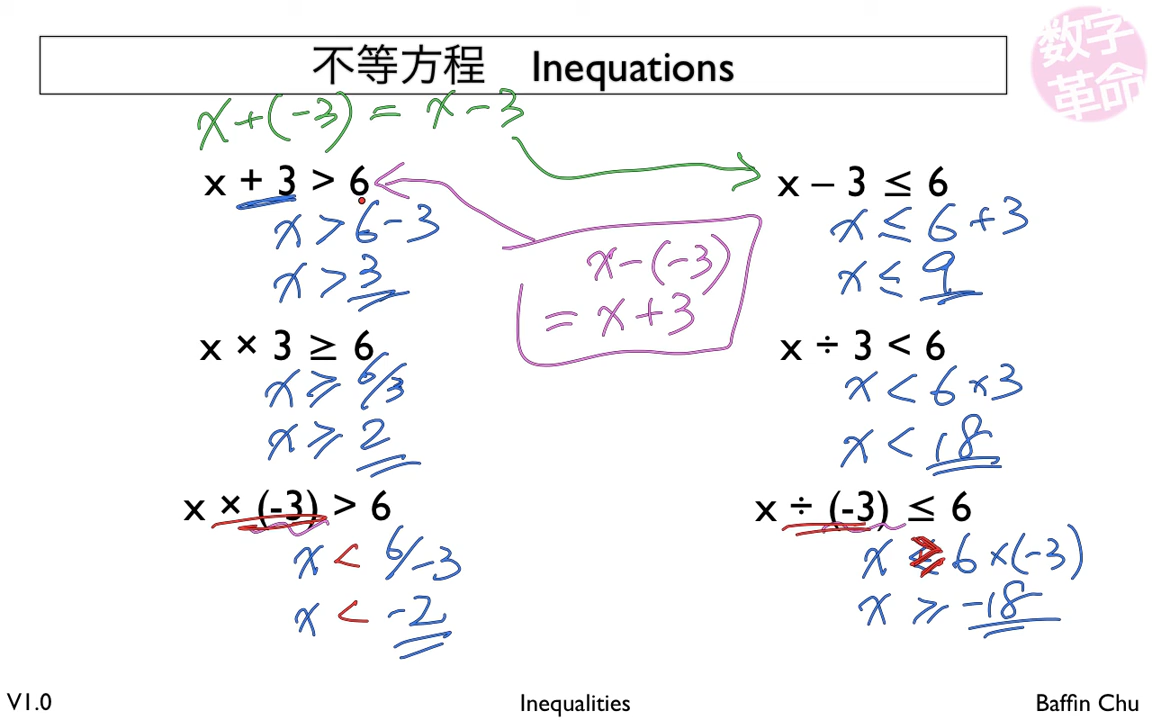 不等方程 Inequations
数字
革命
x + (-3) = x - 3
x + 3 > 6
x > 6 - 3
x > 3
x – 3 ≤ 6
x ≤ 6 + 3
x ≤ 9
x - (-3)
= x + 3
x × 3 ≥ 6
x ≥ 6/3
x ≥ 2
x ÷ 3 < 6
x < 6 × 3
x < 18
x × (-3) > 6
x < 6/-3
x < -2
x ÷ (-3) ≤ 6
x ≥ 6 × (-3)
x ≥ -18
V1.0
Inequalities
Baffin Chu